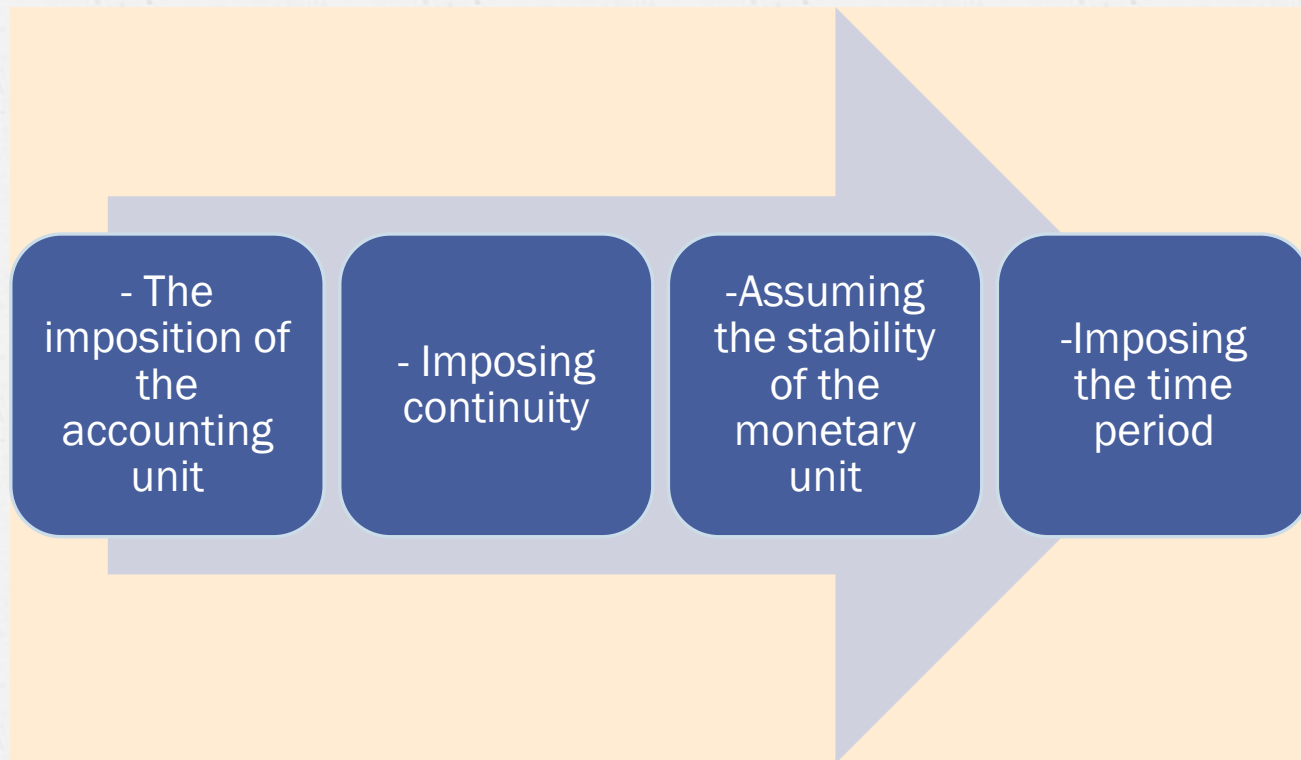 - The
imposition of
the
accounting
unit
- Imposing
continuity
-Assuming
the stability
of the
monetary
unit
-Imposing
the time
period